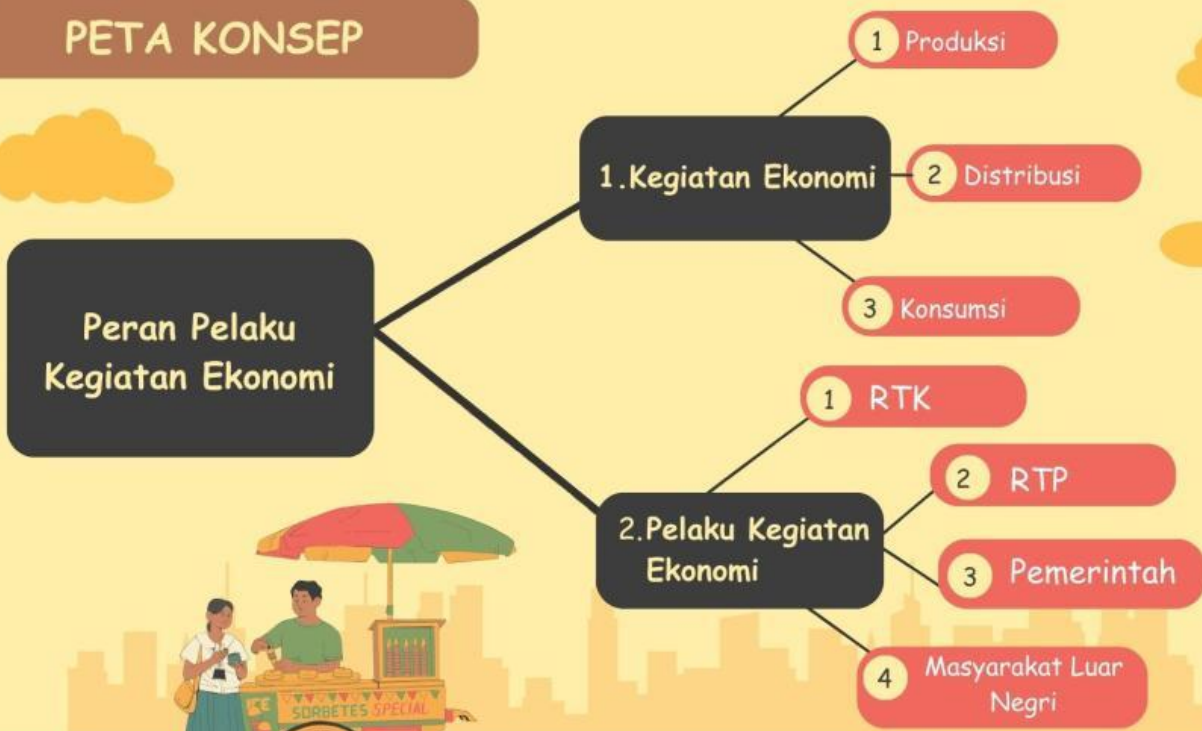 PETA KONSEP
1 Produksi
1.Kegiatan Ekonomi
2 Distribusi
3 Konsumsi
Peran Pelaku
Kegiatan Ekonomi
1 RTK
2 RTP
2.Pelaku Kegiatan
Ekonomi
3 Pemerintah
4 Masyarakat Luar
Negri
KE
SORBETES SPECIAL